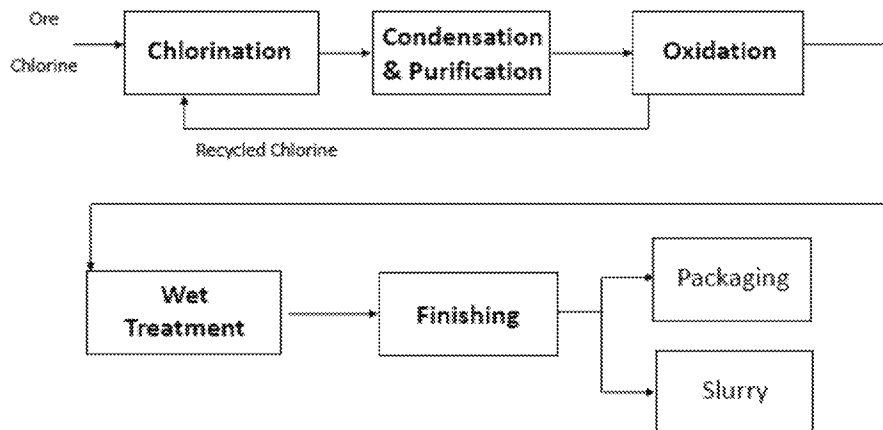 Ore
Chlorine
Chlorination
Condensation
& Purification
Oxidation
Recycled Chlorine
Wet
Treatment
Finishing
Packaging
Slurry